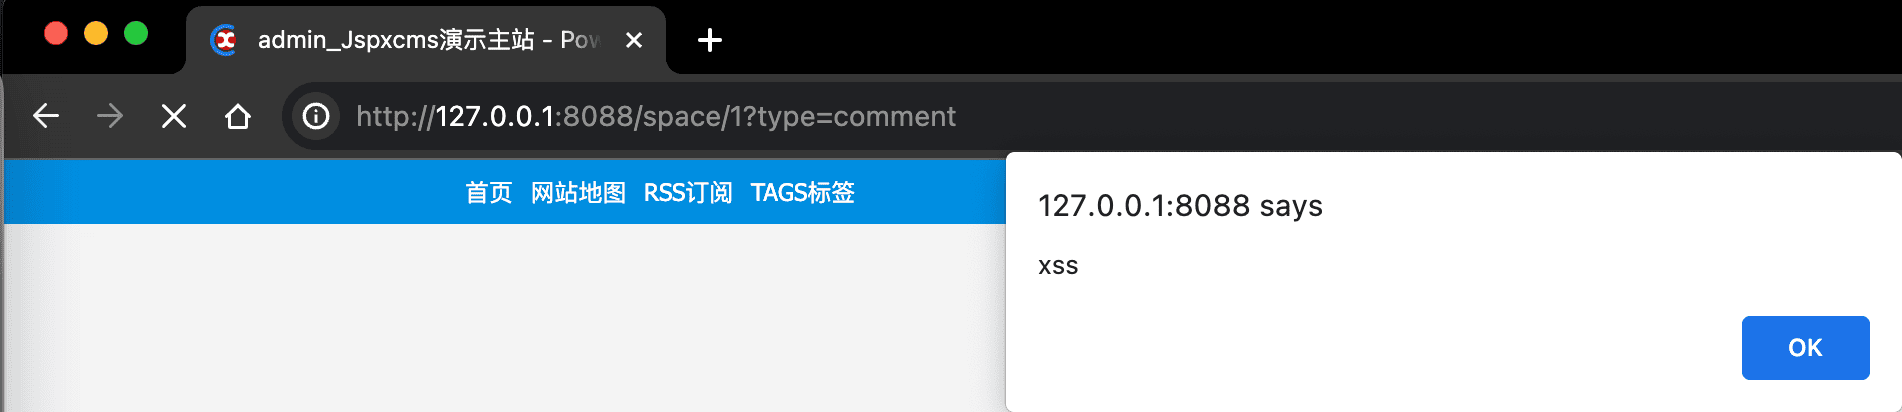 admin_Jspxcms演示主站 - Pow
http://127.0.0.1:8088/space/1?type=comment
首页 网站地图 RSS订阅 TAGS标签
127.0.0.1:8088 says
xss
OK